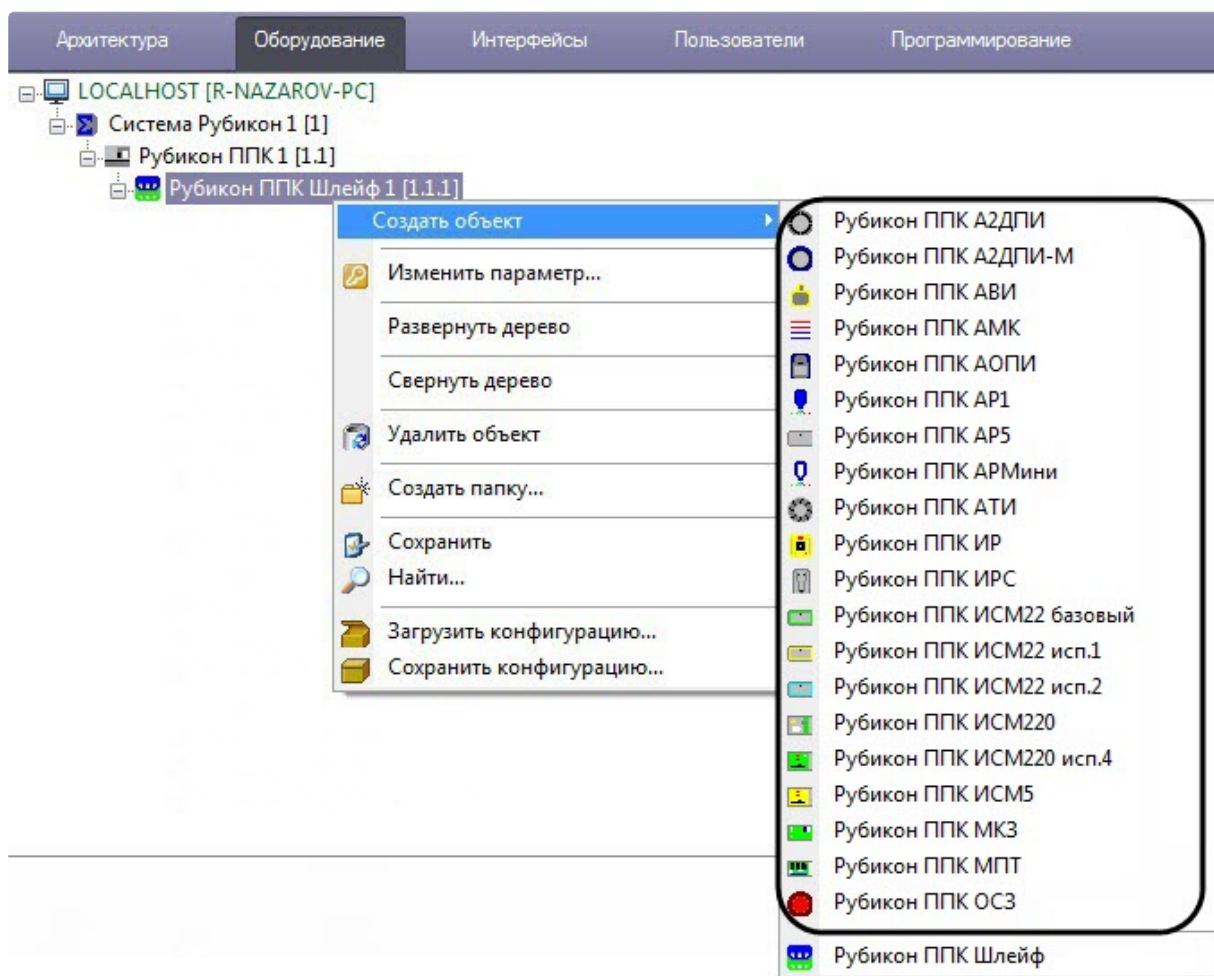 Архитектура Оборудование Интерфейсы Пользователи Программирование
LOCALHOST [R-NAZAROV-PC]
Система Рубикон 1 [1]
Рубикон ППК 1 [1.1]
Рубикон ППК Шлейф 1 [1.1.1]
Создать объект
Изменить параметр...
Развернуть дерево
Свернуть дерево
Удалить объект
Создать папку...
Сохранить
Найти...
Загрузить конфигурацию...
Сохранить конфигурацию...
Рубикон ППК А2ДПИ
Рубикон ППК А2ДПИ-М
Рубикон ППК АВИ
Рубикон ППК АМК
Рубикон ППК АОПИ
Рубикон ППК АР1
Рубикон ППК АР5
Рубикон ППК АРМини
Рубикон ППК АТИ
Рубикон ППК ИР
Рубикон ППК ИРС
Рубикон ППК ИСМ22 базовый
Рубикон ППК ИСМ22 исп.1
Рубикон ППК ИСМ22 исп.2
Рубикон ППК ИСМ220
Рубикон ППК ИСМ220 исп.4
Рубикон ППК ИСМ5
Рубикон ППК МКЗ
Рубикон ППК МПТ
Рубикон ППК ОСЗ
Рубикон ППК Шлейф